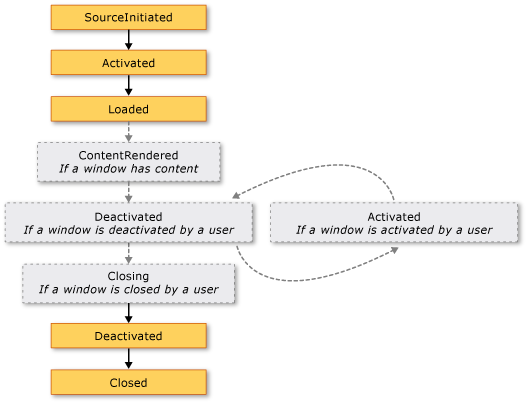 SourceInitiated
Activated
Loaded
ContentRendered
If a window has content
Deactivated
If a window is deactivated by a user
Activated
If a window is activated by a user
Closing
If a window is closed by a user
Deactivated
Closed